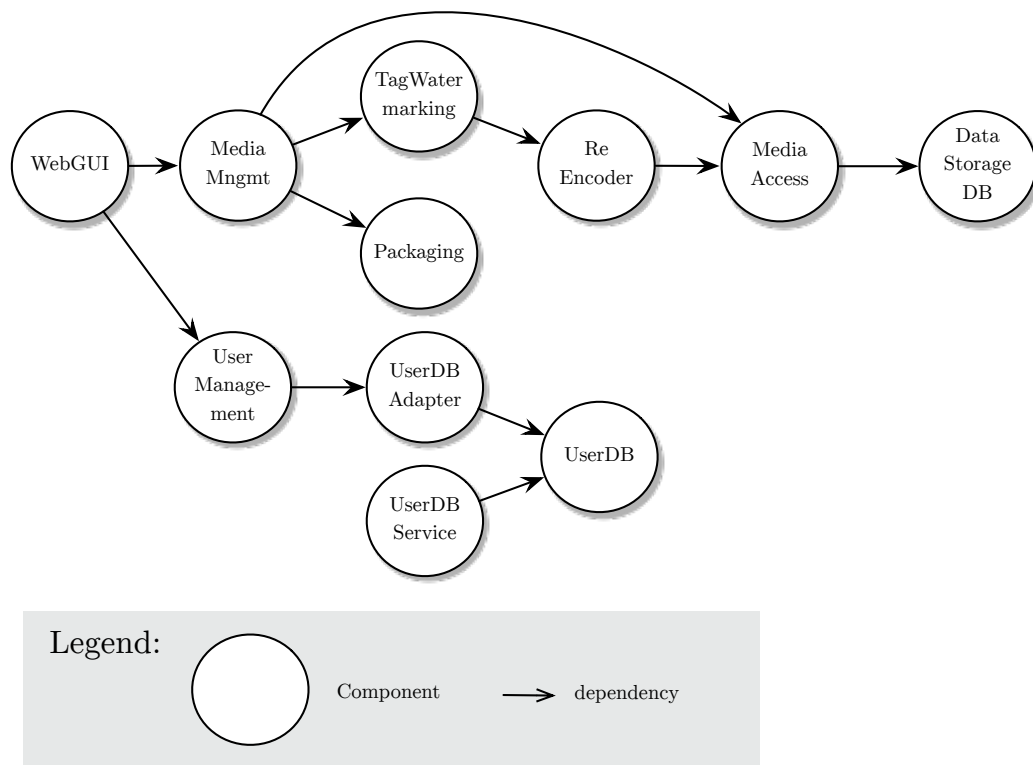 TagWater
marking
WebGUI
Media
Mngmt
Re
Encoder
Media
Access
Data
Storage
DB
Packaging
User
Manage-
ment
UserDB
Adapter
UserDB
UserDB
Service
Legend:
Component
dependency